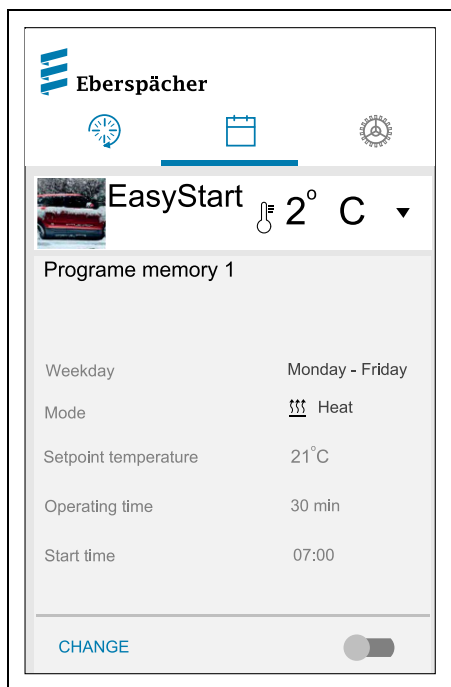 Eberspächer
EasyStart 2° C
Programe memory 1
Weekday Monday - Friday
Mode Heat
Setpoint temperature 21°C
Operating time 30 min
Start time 07:00
CHANGE